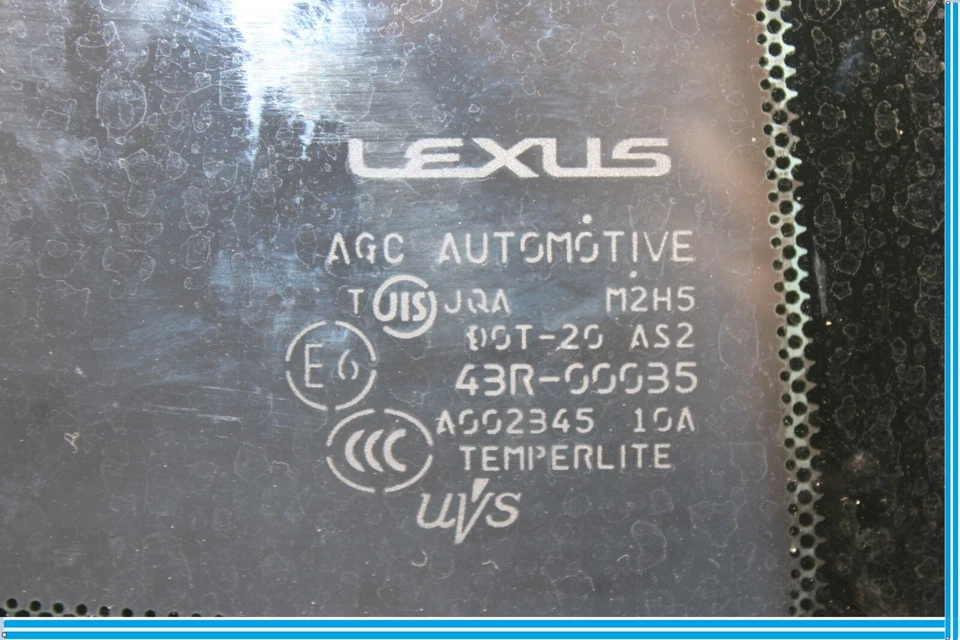 LEXUS
AGC AUTOMOTIVE
T JIS JQA M2H5
DOT-20 AS2
E6 43R-00035
CCC A002345 10A
TEMPERLITE
UVS